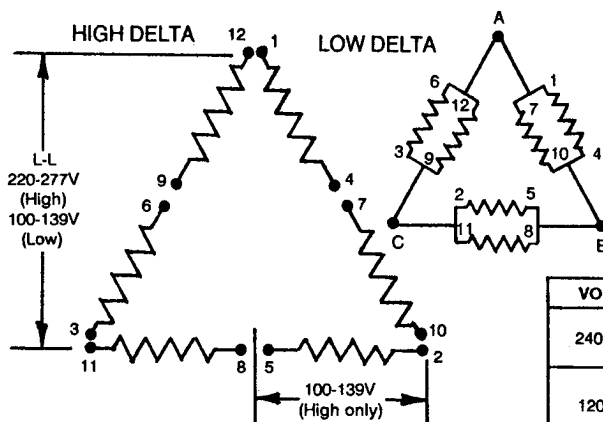 HIGH DELTA
12 1
LOW DELTA
A
L-L
220-277V
(High)
100-139V
(Low)
9
6
4
7
3
11
10
2
8 5
100-139V
(High only)
6
12
3
9
1
7
10
4
2 5
11 8
C
B
VO
240
120